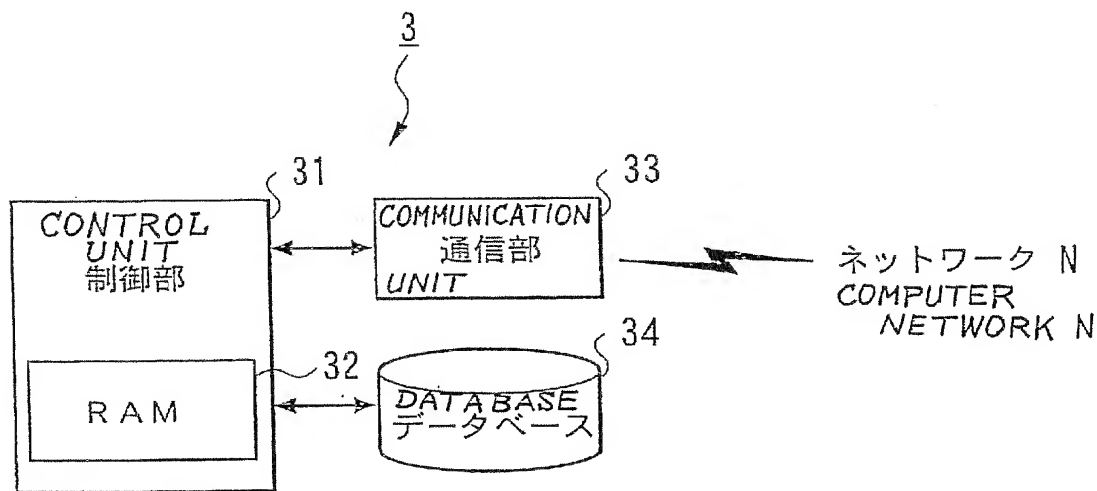 3
31
CONTROL
UNIT
制御部
32
RAM
33
COMMUNICATION
通信部
UNIT
ネットワーク N
COMPUTER
NETWORK N
34
DATABASE
データベース